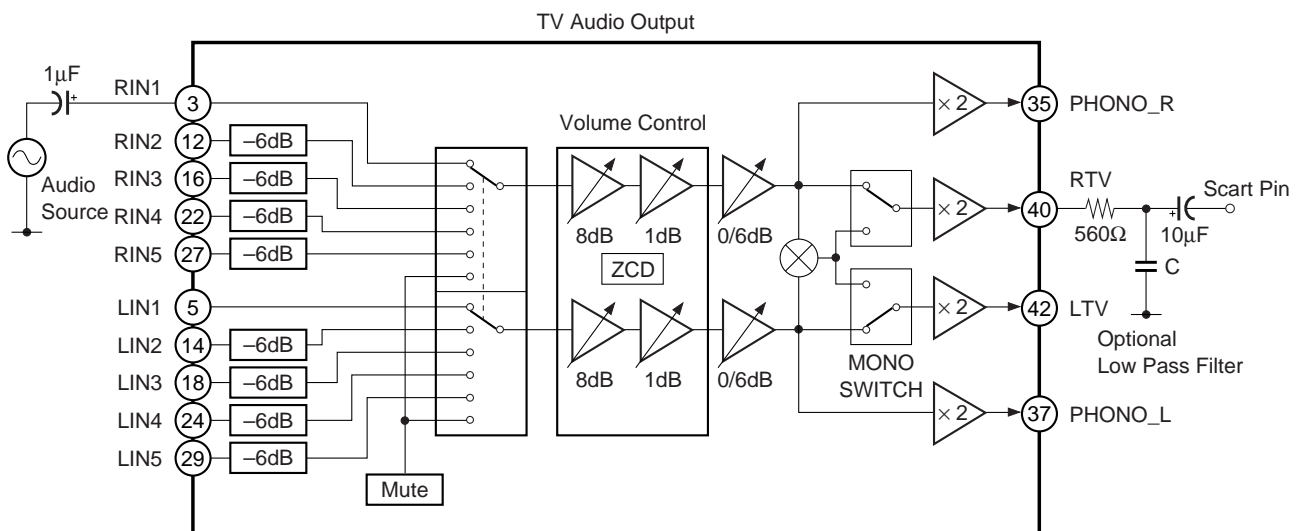 TV Audio Output
1µF
+
RIN1
3
RIN2
12
–6dB
RIN3
16
–6dB
RIN4
22
–6dB
RIN5
27
–6dB
LIN1
5
LIN2
14
–6dB
LIN3
18
–6dB
LIN4
24
–6dB
LIN5
29
–6dB
Audio
Source
Mute
Volume Control
8dB
1dB
0/6dB
ZCD
8dB
1dB
0/6dB
MONO
SWITCH
× 2
35
PHONO_R
× 2
40
RTV
560Ω
+
10µF
Scart Pin
C
× 2
42
LTV
Optional
Low Pass Filter
× 2
37
PHONO_L